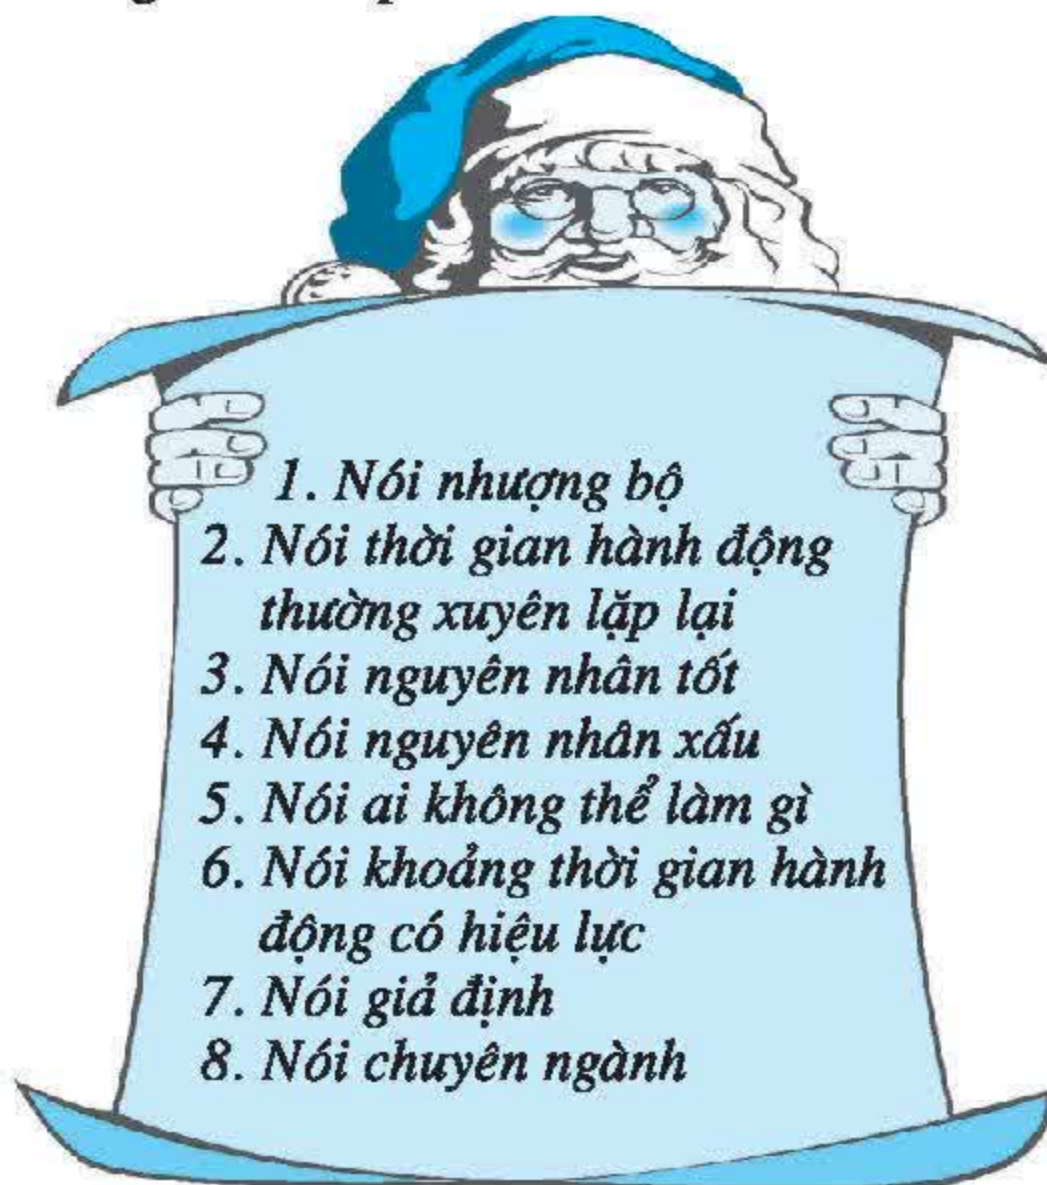 1. Nói nhượng bộ
2. Nói thời gian hành động
thường xuyên lặp lại
3. Nói nguyên nhân tốt
4. Nói nguyên nhân xấu
5. Nói ai không thể làm gì
6. Nói khoảng thời gian hành
động có hiệu lực
7. Nói giả định
8. Nói chuyên ngành